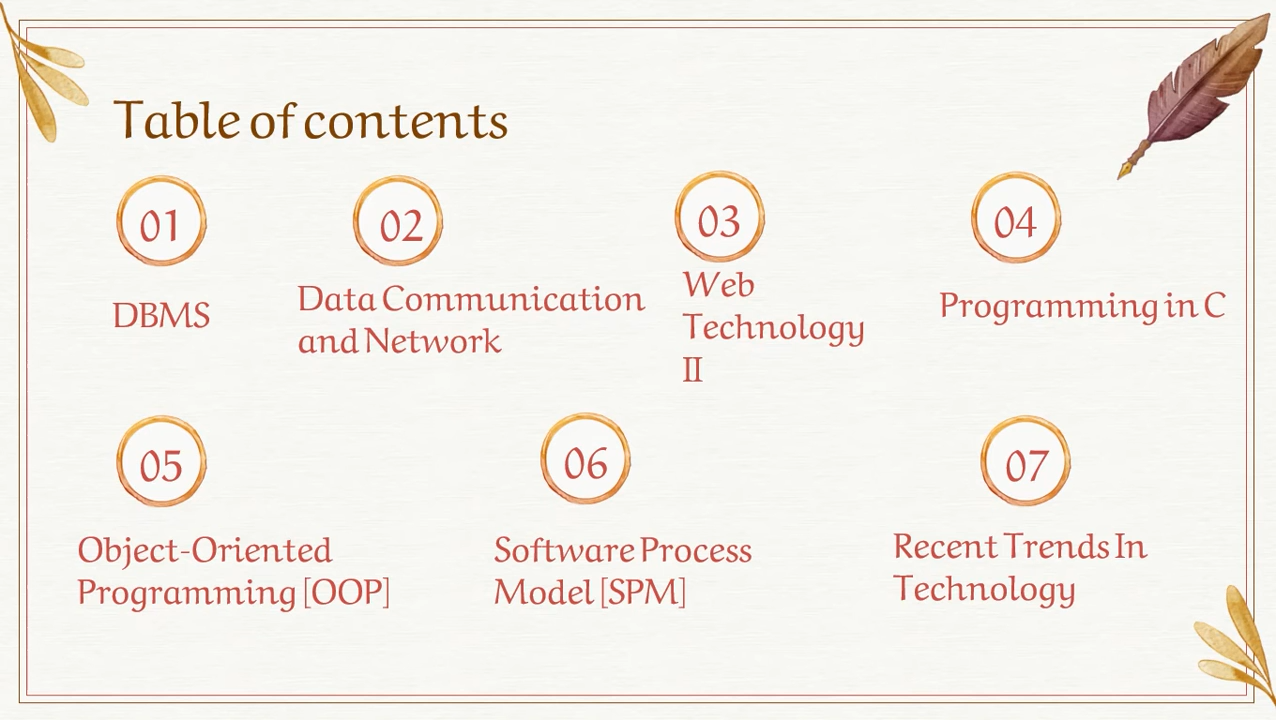 Table of contents
01
02
03
04
DBMS
Data Communication
and Network
Web
Technology
II
Programming in C
05
06
07
Object-Oriented
Programming [OOP]
Software Process
Model [SPM]
Recent Trends In
Technology